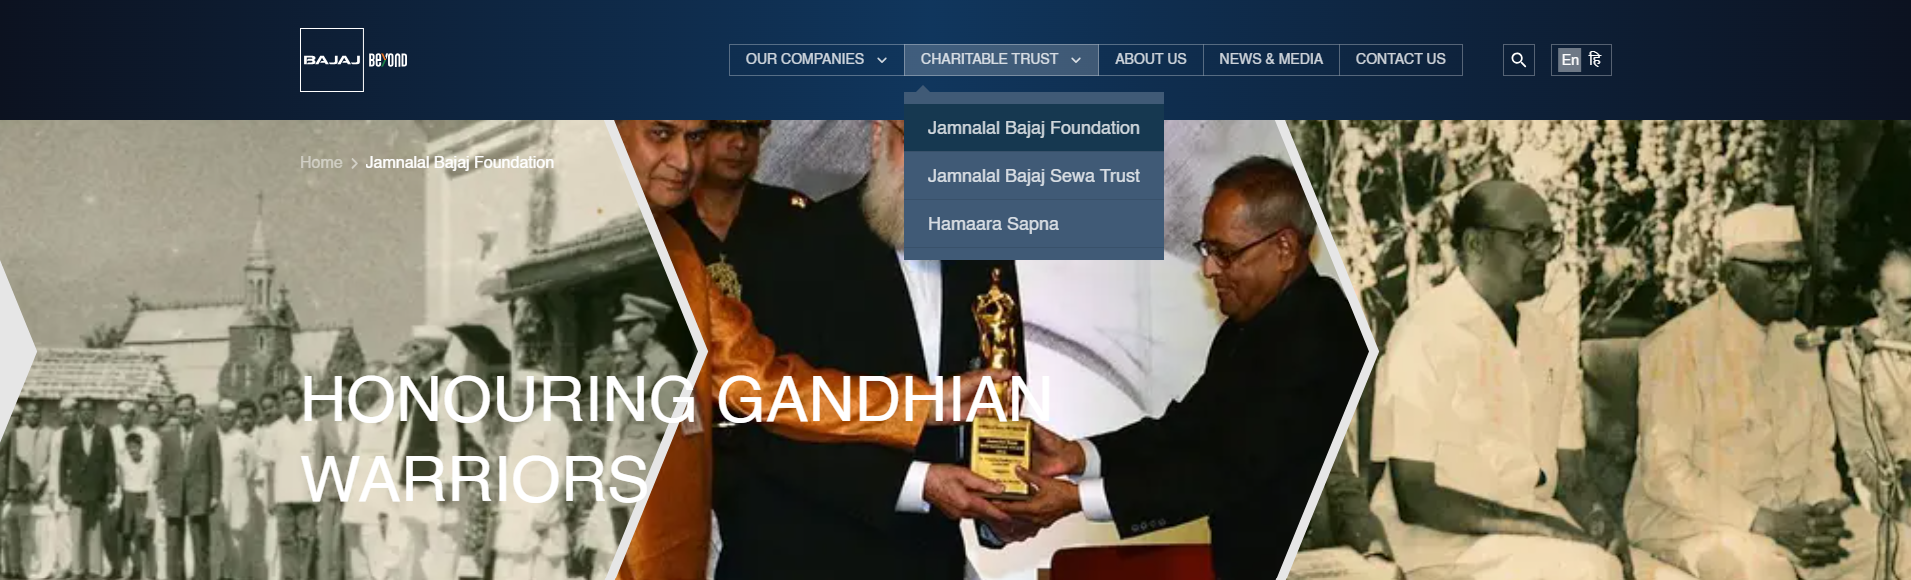 BAJAJ BEYOND
OUR COMPANIES
CHARITABLE TRUST
ABOUT US
NEWS & MEDIA
CONTACT US
En हि
Jamnalal Bajaj Foundation
Jamnalal Bajaj Sewa Trust
Hamaara Sapna
Home > Jamnalal Bajaj Foundation
HONOURING GANDHIAN
WARRIORS